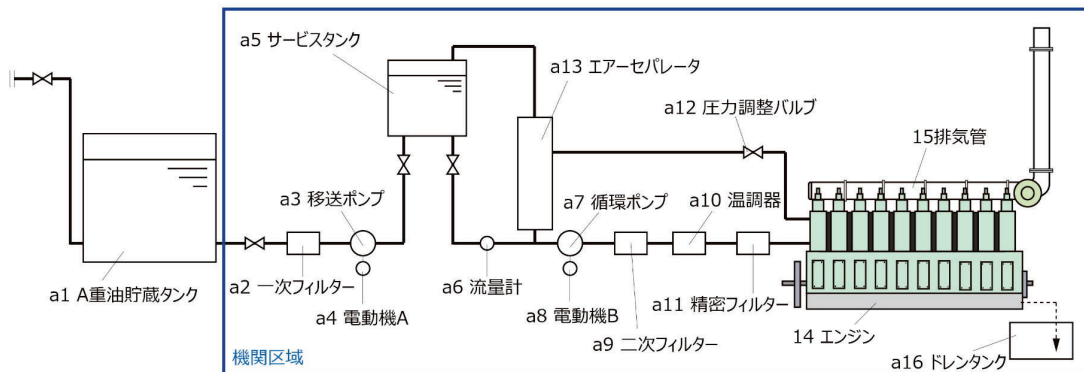 a5 サービスタンク
a13 エアーセパレータ
a12 圧力調整バルブ
15排気管
a3 移送ポンプ
a7 循環ポンプ
a10 温調器
a1 A重油貯蔵タンク
a2 一次フィルター
a4 電動機A
a6 流量計
a8 電動機B
a9 二次フィルター
a11 精密フィルター
14 エンジン
a16 ドレンタンク
機関区域